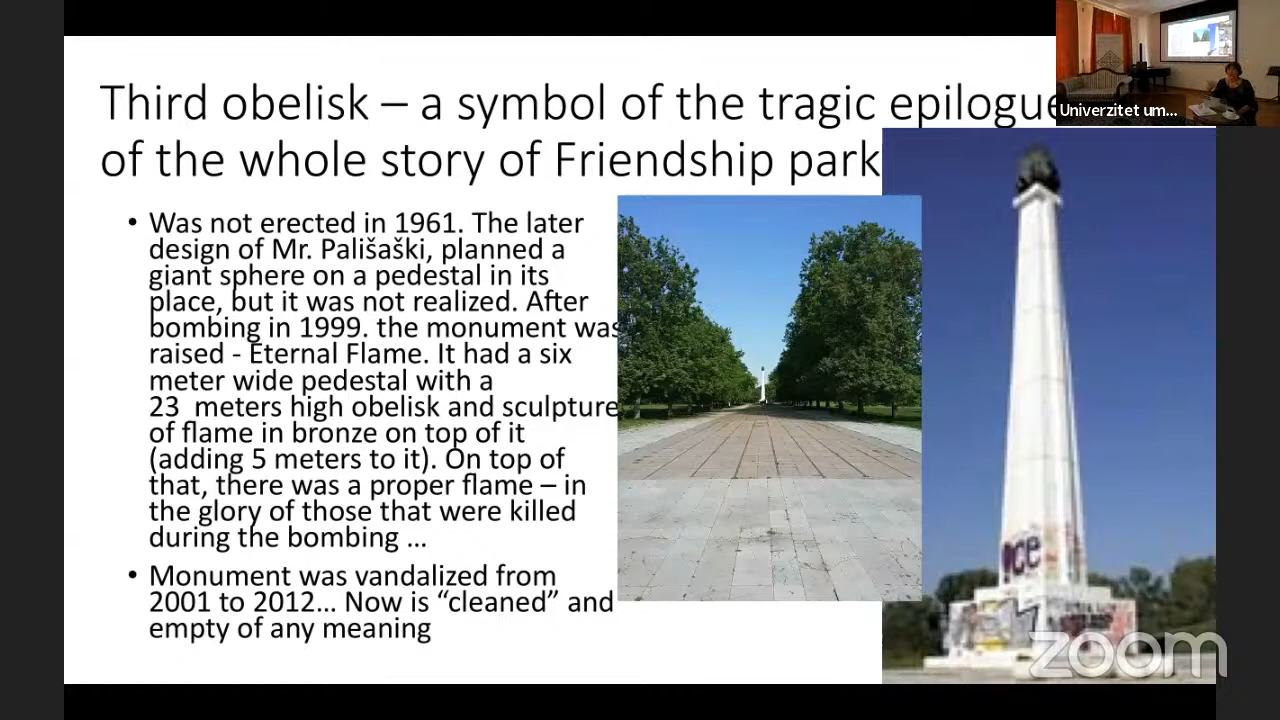 Third obelisk – a symbol of the tragic epilogue
of the whole story of Friendship park
Univerzitet um...
• Was not erected in 1961. The later
design of Mr. Pališaški, planned a
giant sphere on a pedestal in its
place, but it was not realized. After
bombing in 1999. the monument was
raised - Eternal Flame. It had a six
meter wide pedestal with a
23  meters high obelisk and sculpture
of flame in bronze on top of it
(adding 5 meters to it). On top of
that, there was a proper flame – in
the glory of those that were killed
during the bombing ...
• Monument was vandalized from
2001 to 2012... Now is “cleaned” and
empty of any meaning
zoom